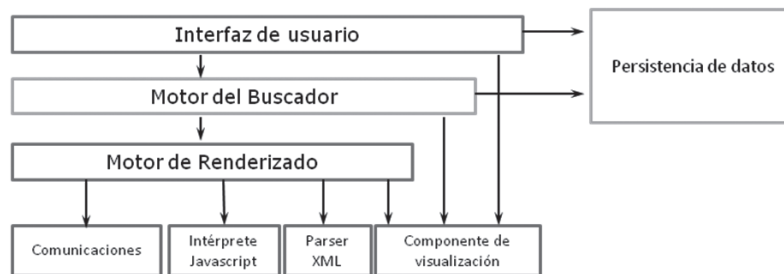 Interfaz de usuario
Persistencia de datos
Motor del Buscador
Motor de Renderizado
Comunicaciones
Intérprete
Javascript
Parser
XML
Componente de
visualización